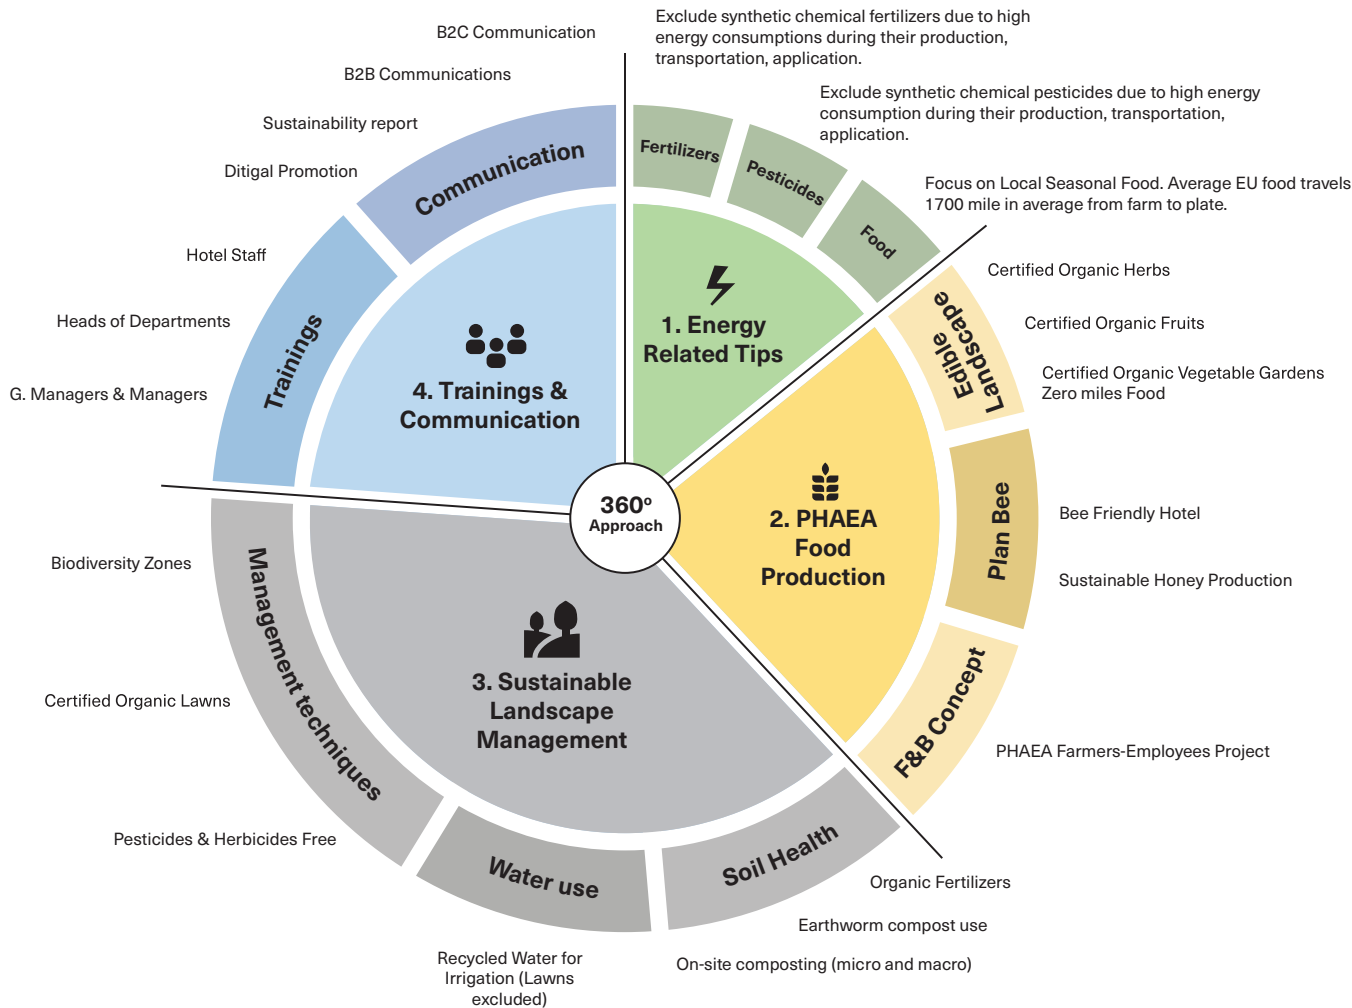 B2C Communication
B2B Communications
Sustainability report
Ditigal Promotion
Exclude synthetic chemical fertilizers due to high
energy consumptions during their production,
transportation, application.
Exclude synthetic chemical pesticides due to high energy
consumption during their production, transportation,
application.
Focus on Local Seasonal Food. Average EU food travels
1700 mile in average from farm to plate.
Communication
Fertilizers
Pesticides
Food
1. Energy
Related Tips
Hotel Staff
Heads of Departments
G. Managers & Managers
Trainings
4. Trainings &
Communication
Edible
Landscape
Certified Organic Herbs
Certified Organic Fruits
Certified Organic Vegetable Gardens
Zero miles Food
360º
Approach
2. PHAEA
Food
Production
Plan Bee
Bee Friendly Hotel
Sustainable Honey Production
F&B Concept
PHAEA Farmers-Employees Project
Biodiversity Zones
Certified Organic Lawns
Pesticides & Herbicides Free
Management techniques
3. Sustainable
Landscape
Management
Water use
Soil Health
Organic Fertilizers
Earthworm compost use
On-site composting (micro and macro)
Recycled Water for
Irrigation (Lawns
excluded)